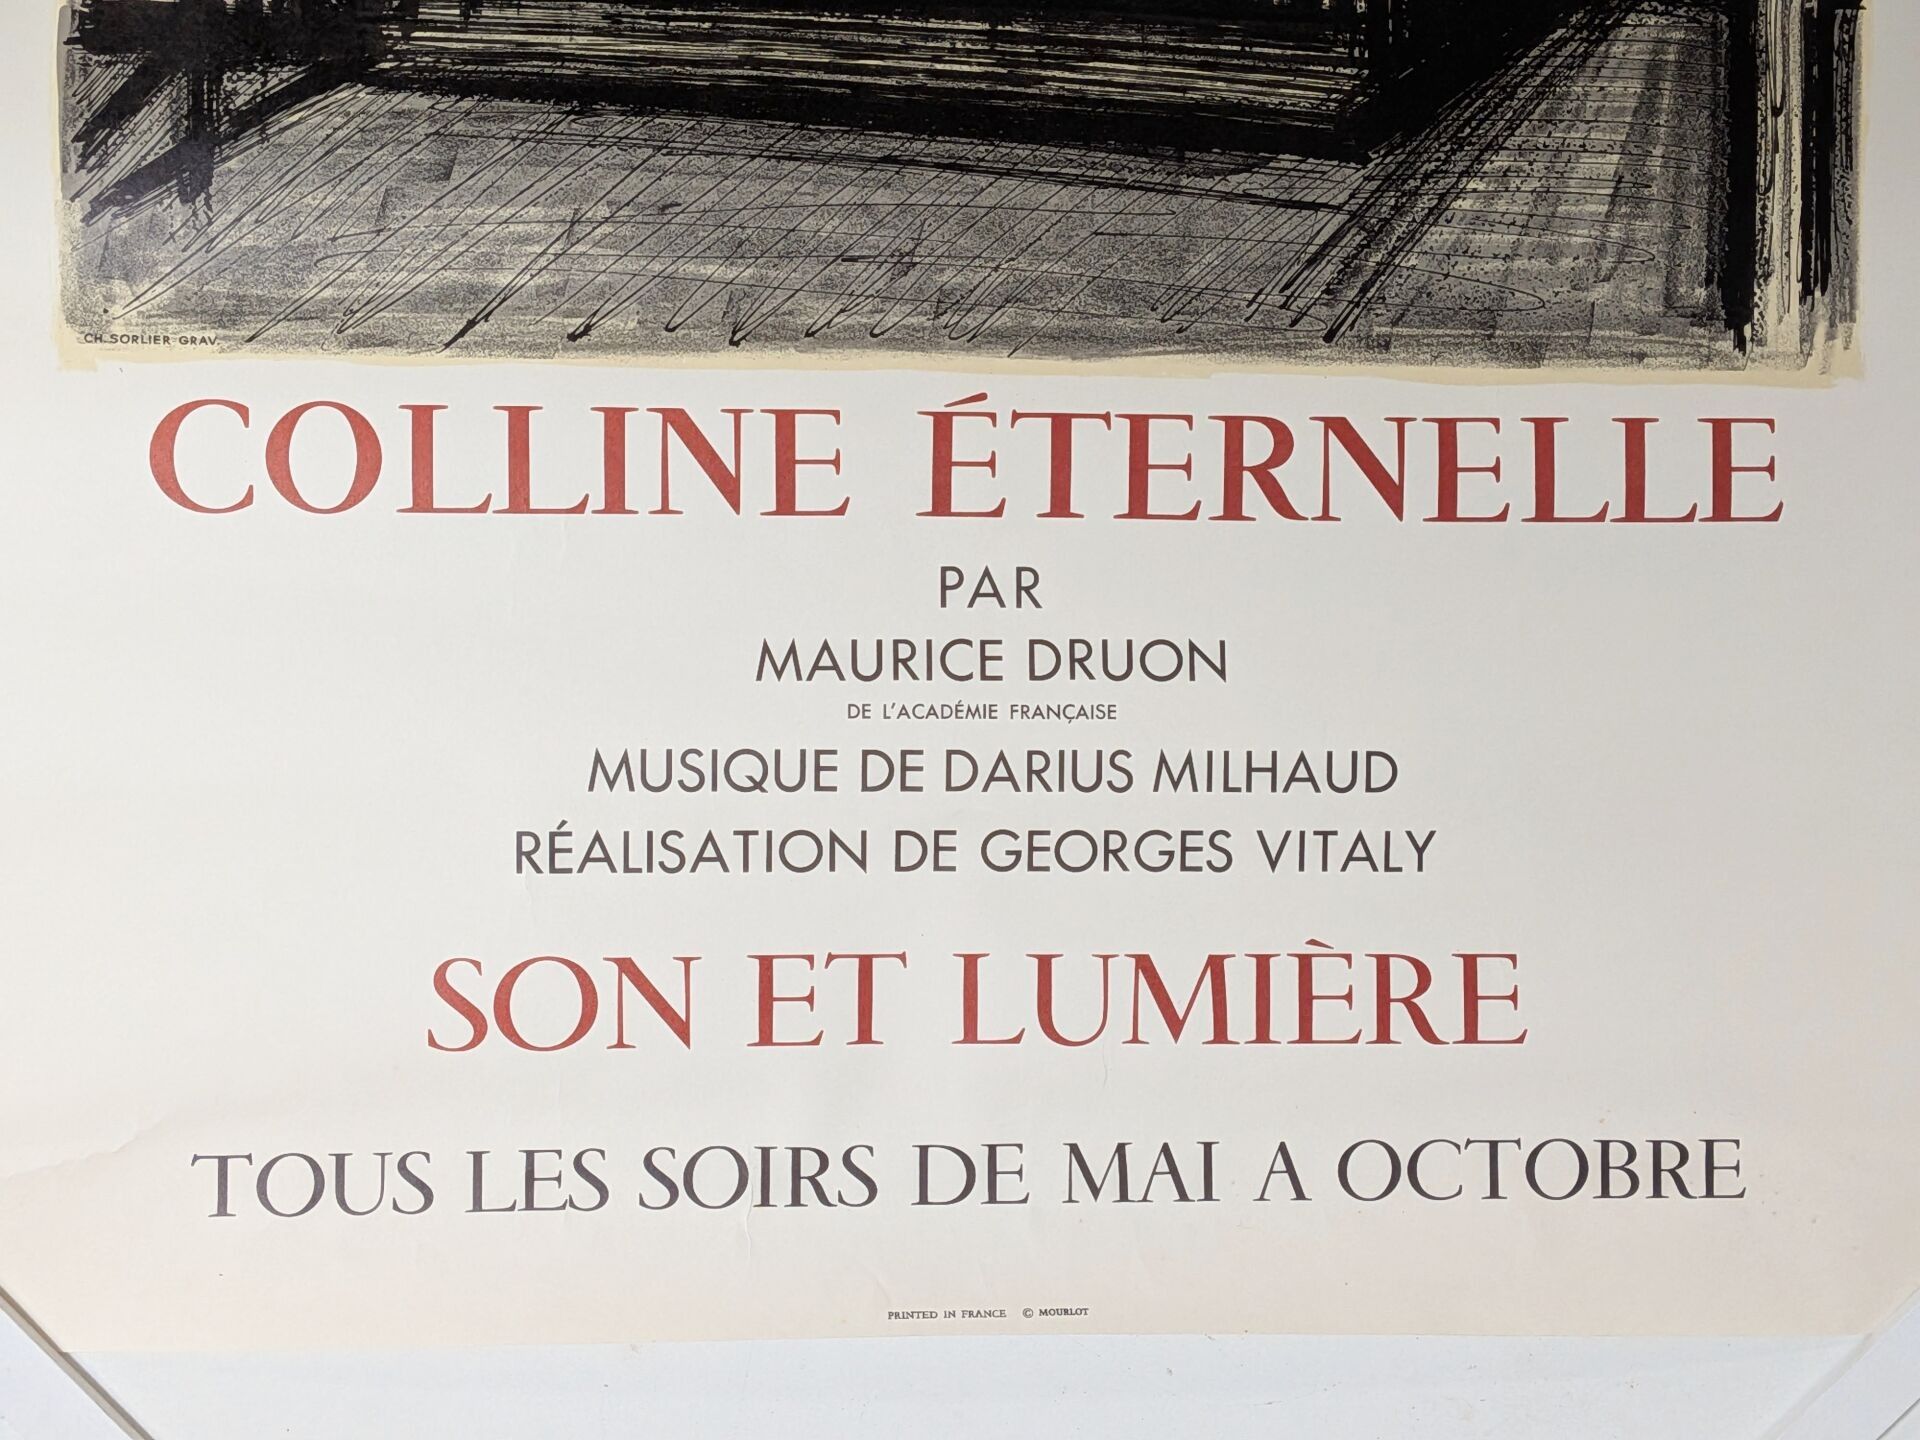 CH. SORLIER GRAV.
COLLINE ÉTERNELLE
PAR
MAURICE DRUON
DE L'ACADÉMIE FRANÇAISE
MUSIQUE DE DARIUS MILHAUD
RÉALISATION DE GEORGES VITALY
SON ET LUMIÈRE
TOUS LES SOIRS DE MAI A OCTOBRE
PRINTED IN FRANCE © MOURLOT